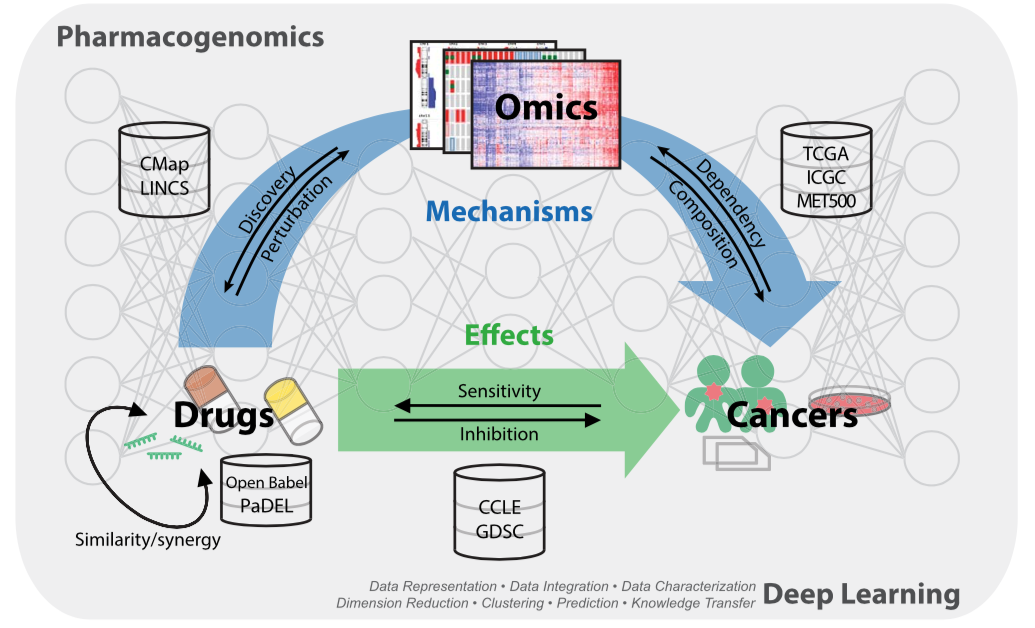 Pharmacogenomics
Omics
CMap
LINCS
TCGA
ICGC
MET500
Discovery
Perturbation
Dependency
Composition
Mechanisms
Effects
Sensitivity
Inhibition
Drugs
Cancers
Open Babel
PaDEL
CCLE
GDSC
Similarity/synergy
Data Representation • Data Integration • Data Characterization
Dimension Reduction • Clustering • Prediction • Knowledge Transfer
Deep Learning